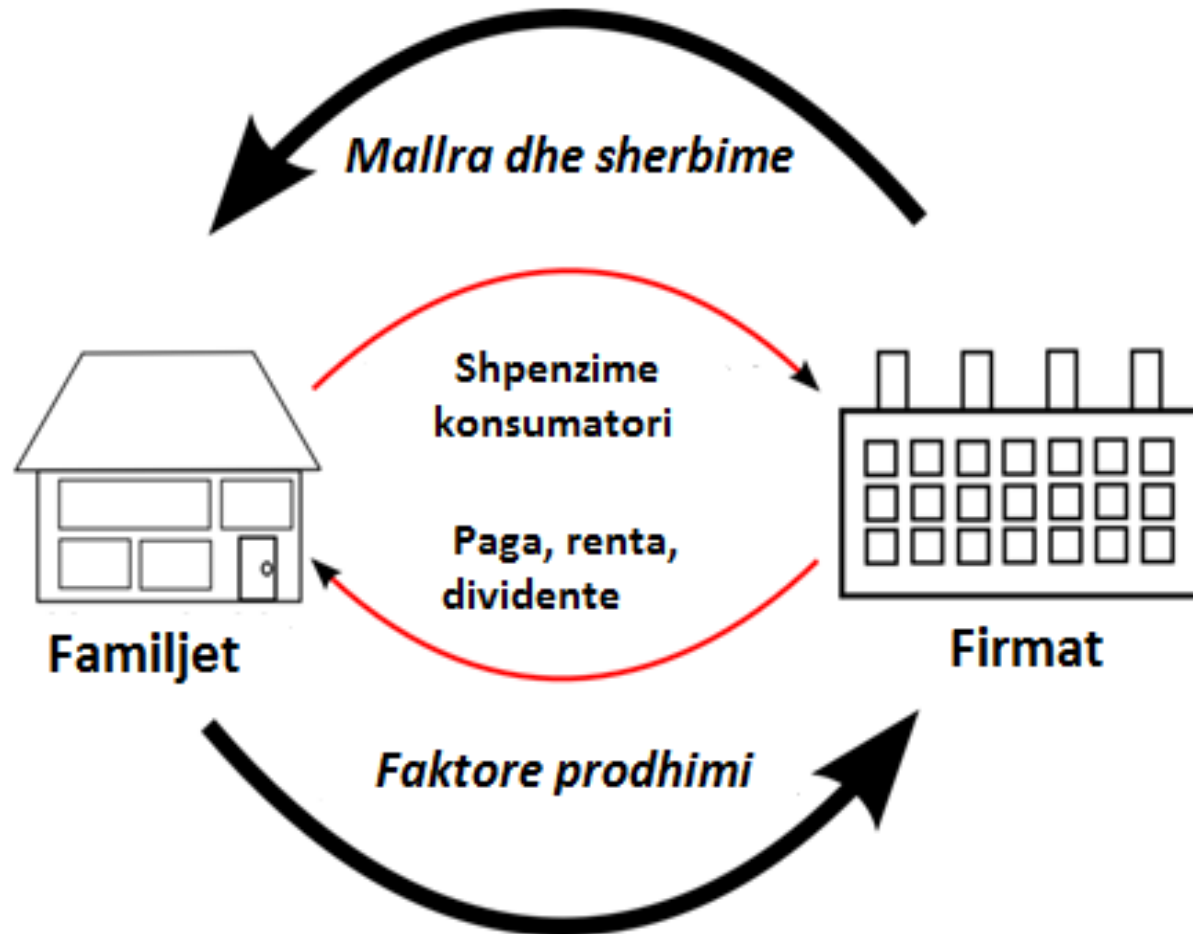 Mallra dhe sherbime
Shpenzime
konsumatori
Paga, renta,
dividente
Familjet
Firmat
Faktore prodhimi